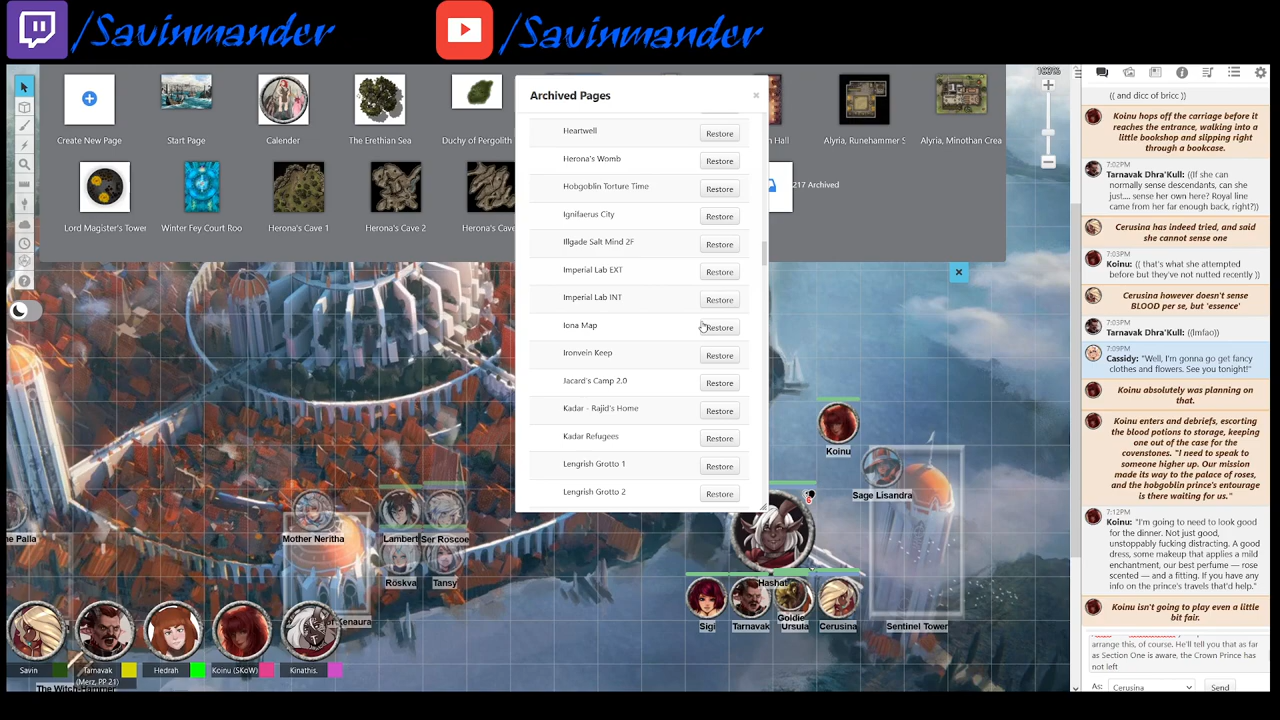 /Savinmander
/Savinmander
Create New Page
Start Page
Calender
The Erethian Sea
Duchy of Pergolith
Hall
Alyria, Runehammer S
Alyria, Minothan Crea
Lord Magister's Tower
Winter Fey Court Roo
Herona's Cave 1
Herona's Cave 2
Herona's Cave
217 Archived
100%
Archived Pages
×
Heartwell
Restore
Herona's Womb
Restore
Hobgoblin Torture Time
Restore
Ignifaerus City
Restore
Illgade Salt Mind 2F
Restore
Imperial Lab EXT
Restore
Imperial Lab INT
Restore
Iona Map
Restore
Ironvein Keep
Restore
Jacard's Camp 2.0
Restore
Kadar - Rajid's Home
Restore
Kadar Refugees
Restore
Lengrish Grotto 1
Restore
Lengrish Grotto 2
Restore
Koinu
Sage Lisandra
ne Palla
Mother Neritha
Lambert
Ser Roscoe
Roskva
Tansy
6
Hashat
Sigi
Tarnavak
Goldie
Ursula
Cerusina
Sentinel Tower
of Xenaura
Savin
Tarnavak
(Merz, PP 21)
Hedrah
Koinu (SKoW)
Kinathis.
The Witch-Hammer
(( and dicc of bricc ))
Koinu hops off the carriage before it
reaches the entrance, walking into a
little bookshop and slipping right
through a bookcase.
7:02PM
Tarnavak Dhra'Kull: ((If she can
normally sense descendants, can she
just.... sense her own here? Royal line
came from her far enough back, right?))
Cerusina has indeed tried, and said
she cannot sense one
7:03PM
Koinu: (( that's what she attempted
before but they've not nutted recently ))
Cerusina however doesn't sense
BLOOD per se, but 'essence'
7:03PM
Tarnavak Dhra'Kull: ((lmfao))
7:09PM
Cassidy: "Well, I'm gonna go get fancy
clothes and flowers. See you tonight!"
Koinu absolutely was planning on
that.
Koinu enters and debriefs, escorting
the blood potions to storage, keeping
one out of the case for the
covenstones. "I need to speak to
someone higher up. Our mission
made its way to the palace of roses,
and the hobgoblin prince's entourage
is there waiting for us."
7:12PM
Koinu: "I'm going to need to look good
for the dinner. Not just good,
unstoppably fucking distracting. A good
dress, some makeup that applies a mild
enchantment, our best perfume — rose
scented — and a fitting. If you have any
info on the prince's travels that'd help."
Koinu isn't going to play even a little
bit fair.
arrange this, of course. He'll tell you that as far
as Section One is aware, the Crown Prince has
not left
As:
Cerusina
Send